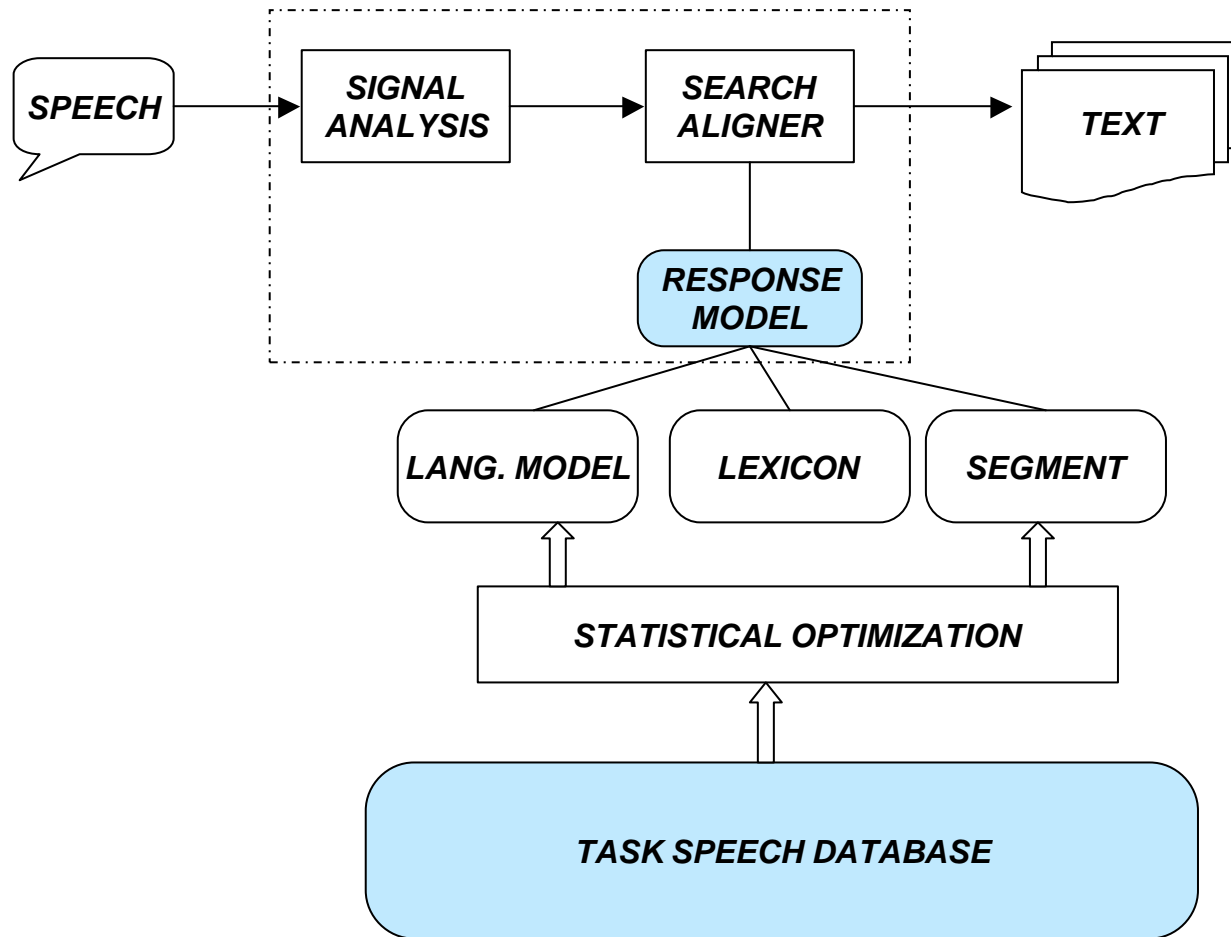 SPEECH
SIGNAL
ANALYSIS
SEARCH
ALIGNER
TEXT
RESPONSE
MODEL
LANG. MODEL
LEXICON
SEGMENT
STATISTICAL OPTIMIZATION
TASK SPEECH DATABASE